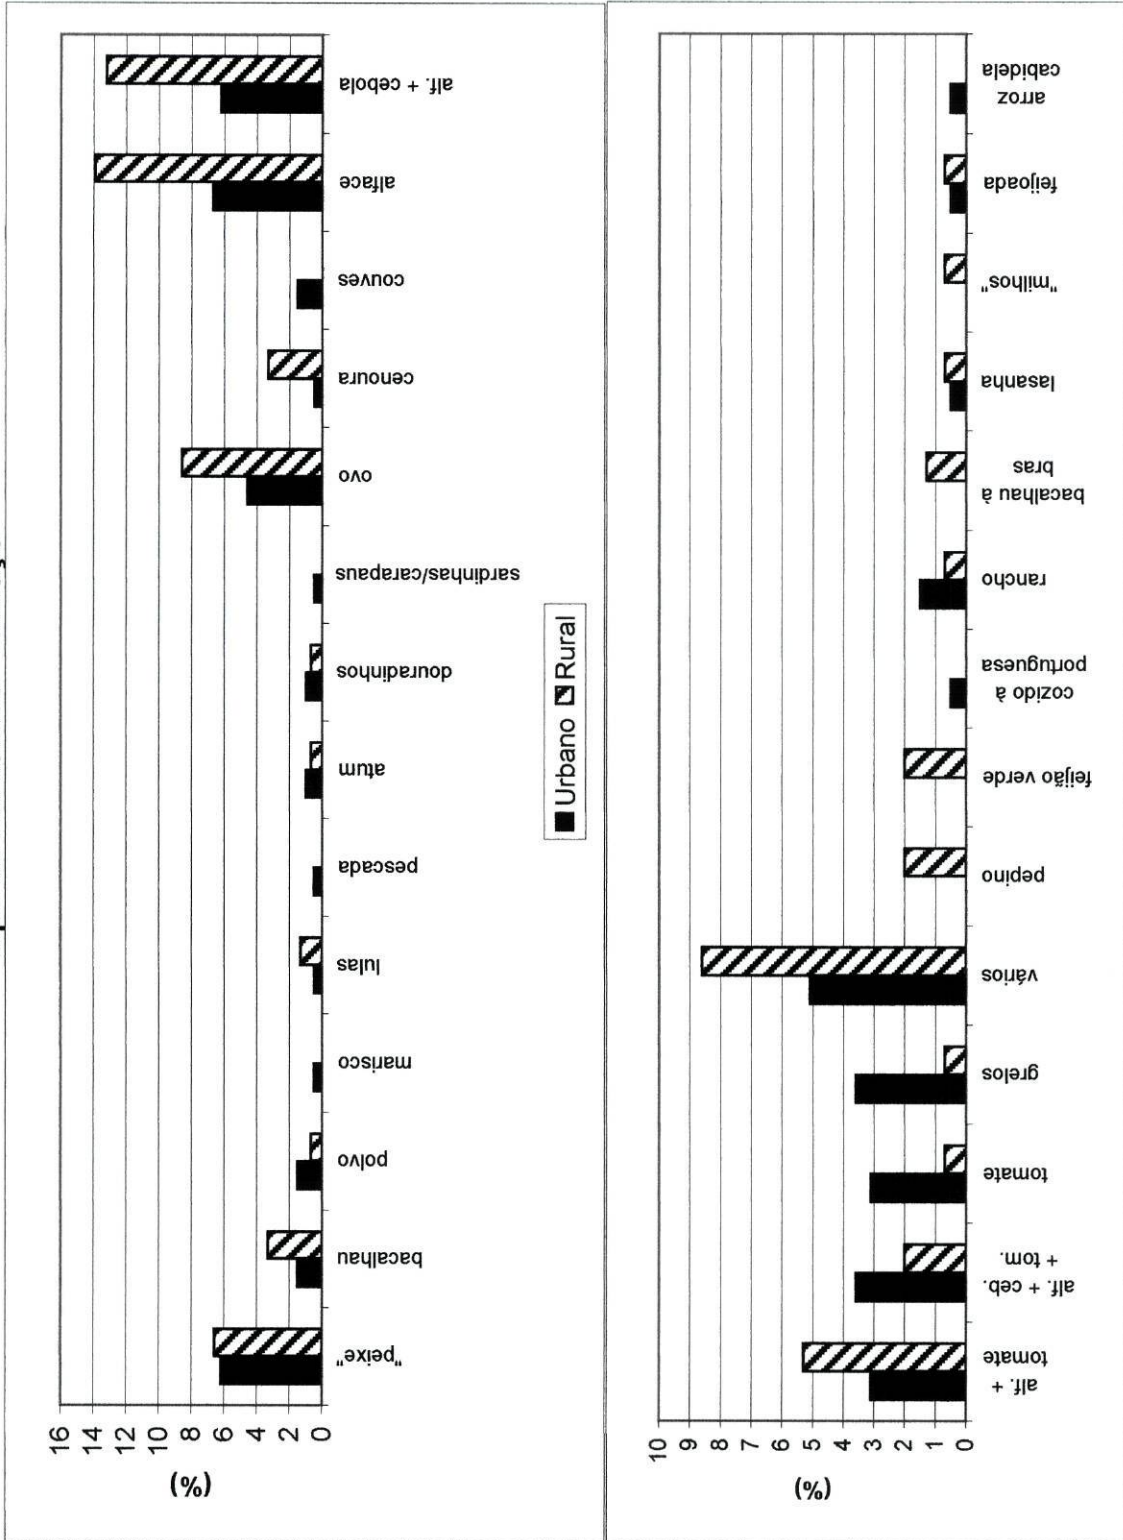 (%)
16
14
12
10
8
6
4
2
0
"peixe"
bacalhau
polvo
marisco
lulas
pescada
atum
douradinhos
sardinhas/carapaus
ovo
cenoura
couves
alface
alf. + cebola
Urbano Rural
(%)
10
9
8
7
6
5
4
3
2
1
0
alf. +
tomate
alf. + ceb.
+ tom.
tomate
grelos
vários
pepino
feijão verde
cozido à
portuguesa
rancho
bacalhau à
bras
lasanha
"milhos"
feijoada
arroz
cabidela